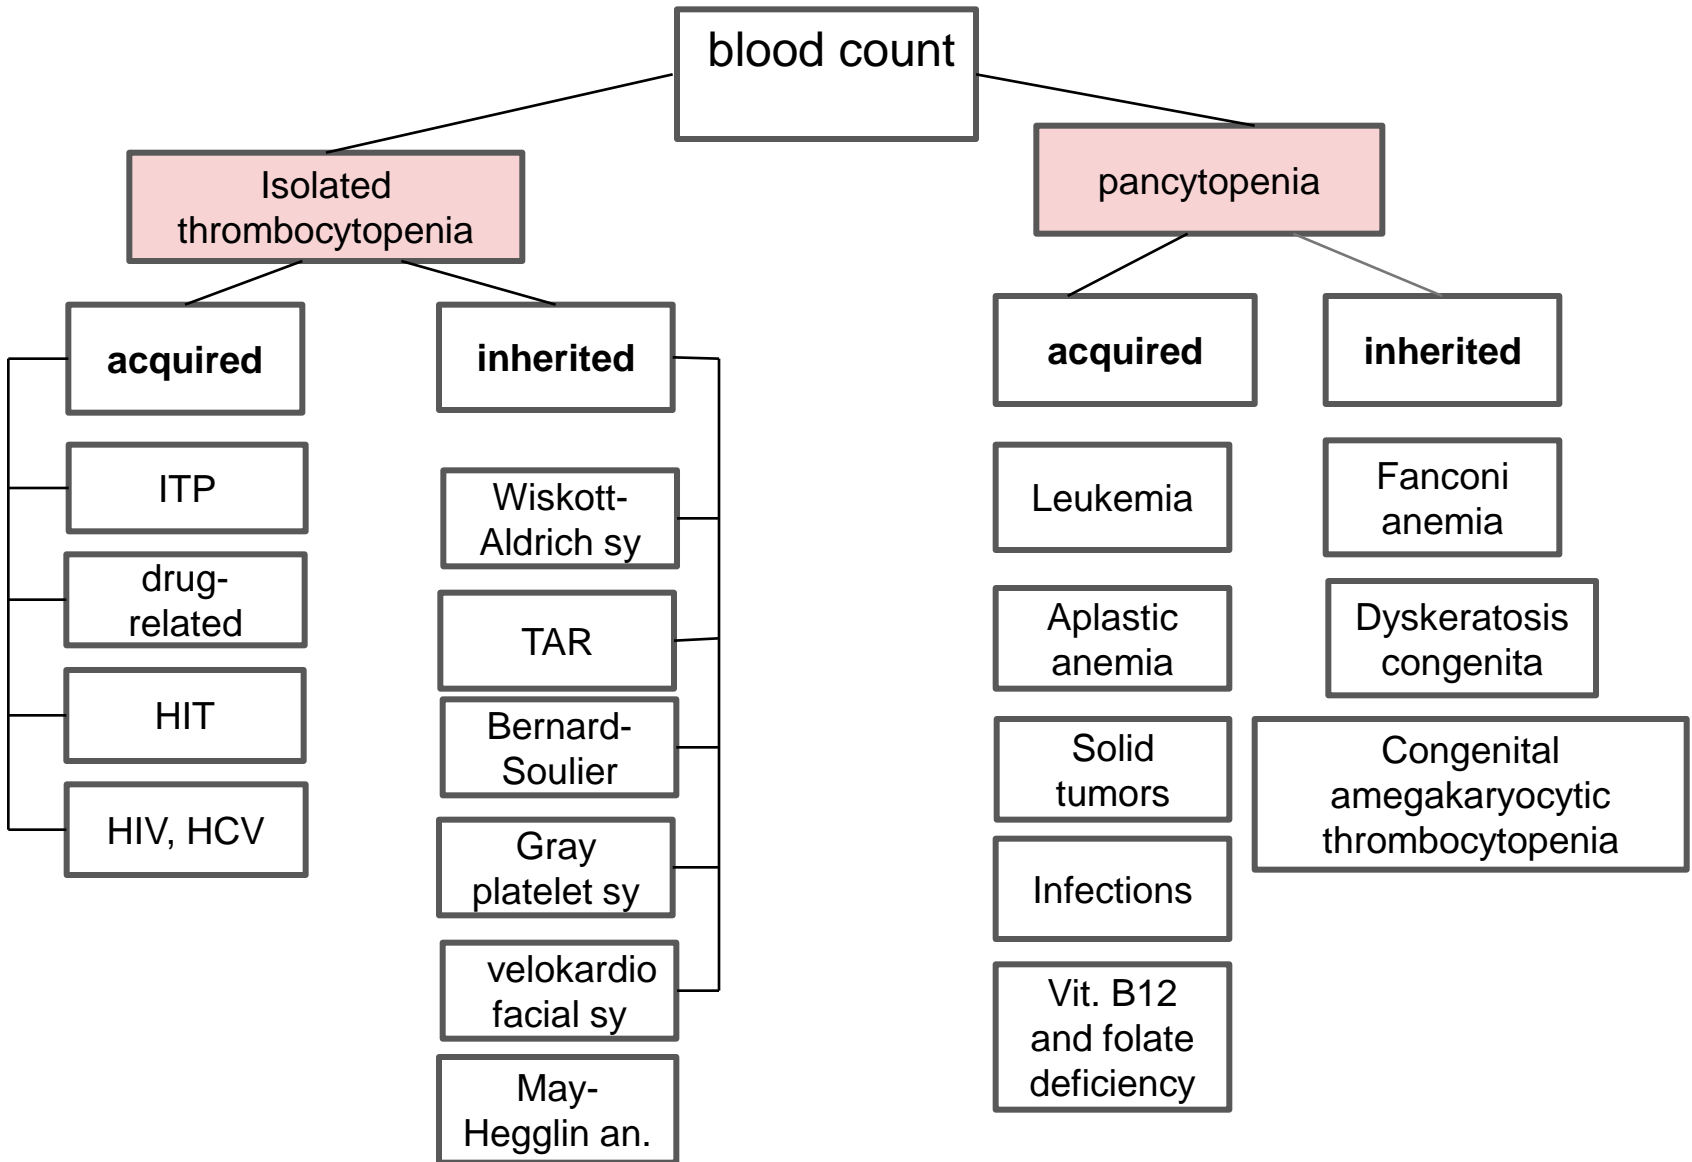 blood count
Isolated
thrombocytopenia
pancytopenia
acquired
inherited
acquired
inherited
ITP
drug-
related
HIT
HIV, HCV
Wiskott-
Aldrich sy
TAR
Bernard-
Soulier
Gray
platelet sy
velokardio
facial sy
May-
Hegglin an.
Leukemia
Aplastic
anemia
Solid
tumors
Infections
Vit. B12
and folate
deficiency
Fanconi
anemia
Dyskeratosis
congenita
Congenital
amegakaryocytic
thrombocytopenia